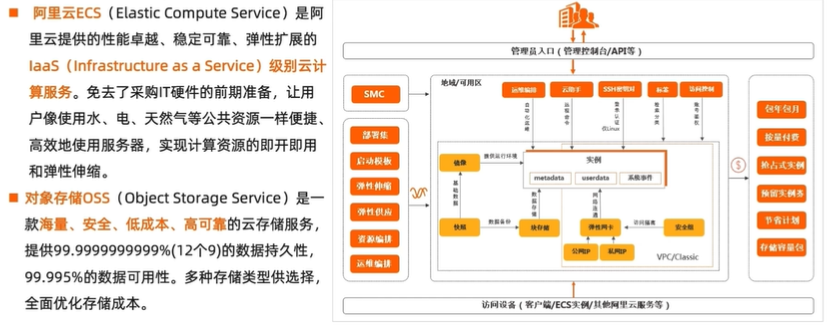 阿里云ECS（Elastic Compute Service）是阿
里云提供的性能卓越、稳定可靠、弹性扩展的
IaaS（Infrastructure as a Service）级别云计
算服务。免去了采购IT硬件的前期准备，让用
户像使用水、电、天然气等公共资源一样便捷、
高效地使用服务器，实现计算资源的即开即用
和弹性伸缩。
对象存储OSS（Object Storage Service）是一
款海量、安全、低成本、高可靠的云存储服务，
提供99.9999999999%(12个9)的数据持久性，
99.995%的数据可用性。多种存储类型供选择，
全面优化存储成本。
管理员入口（管理控制台/API等）
SMC
部署集
启动模板
弹性伸缩
弹性供应
资源编排
运维编排
地域/可用区
运维编排
云助手
SSH密钥对
标签
访问控制
自动化运维
远程命令
登录认证
仅Linux
检索分类
账号鉴权
镜像
提供运行环境
实例
metadata
userdata
系统事件
基础数据
数据存储
网络连通
快照
数据备份
块存储
弹性网卡
访问隔离
安全组
公网IP
私网IP
VPC/Classic
$
包年包月
按量付费
抢占式实例
预留实例券
节省计划
存储容量包
访问设备（客户端/ECS实例/其他阿里云服务等）